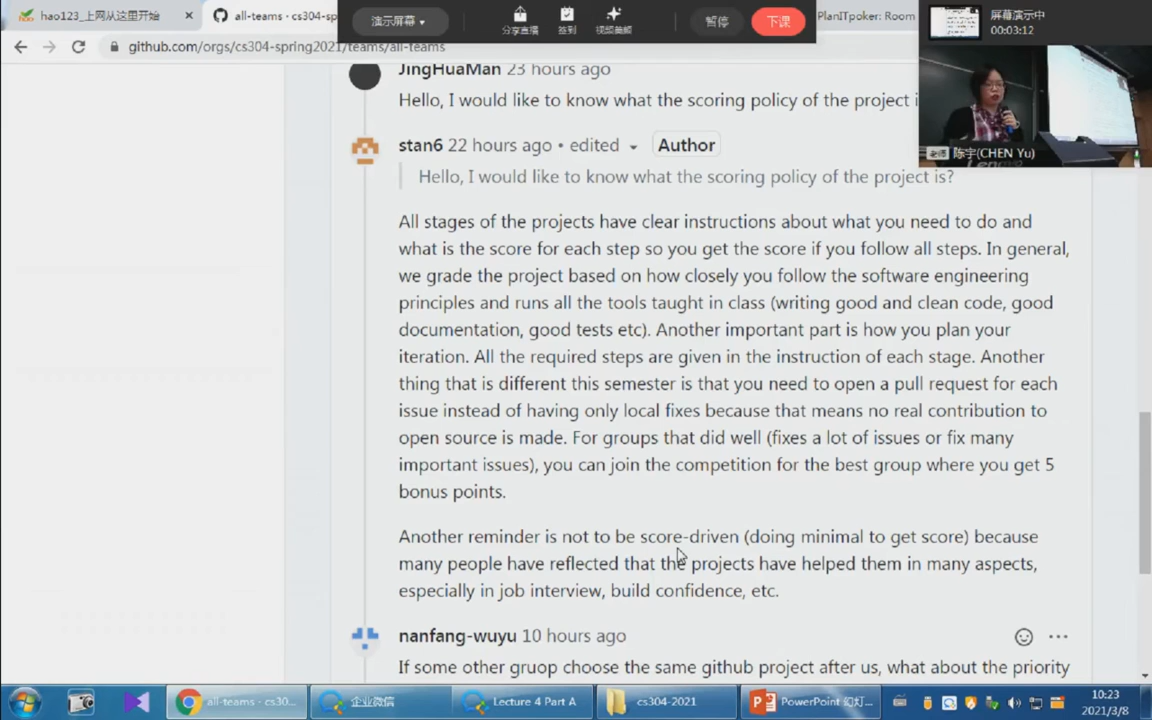 hao123_上网从这里开始
all-teams · cs304-sp
演示屏幕
分享直播
签到
视频美颜
暂停
下课
PlanITpoker: Room
屏幕演示中
00:03:12
github.com/orgs/cs304-spring2021/teams/all-teams
老师 陈宇(CHEN Yu)
JingHuaMan 23 hours ago
Hello, I would like to know what the scoring policy of the project i
stan6 22 hours ago • edited Author
Hello, I would like to know what the scoring policy of the project is?
All stages of the projects have clear instructions about what you need to do and
what is the score for each step so you get the score if you follow all steps. In general,
we grade the project based on how closely you follow the software engineering
principles and runs all the tools taught in class (writing good and clean code, good
documentation, good tests etc). Another important part is how you plan your
iteration. All the required steps are given in the instruction of each stage. Another
thing that is different this semester is that you need to open a pull request for each
issue instead of having only local fixes because that means no real contribution to
open source is made. For groups that did well (fixes a lot of issues or fix many
important issues), you can join the competition for the best group where you get 5
bonus points.
Another reminder is not to be score-driven (doing minimal to get score) because
many people have reflected that the projects have helped them in many aspects,
especially in job interview, build confidence, etc.
nanfang-wuyu 10 hours ago
If some other gruop choose the same github project after us, what about the priority
all-teams · cs30...
企业微信
Lecture 4 Part A
cs304-2021
PowerPoint 幻灯...
10:23
2021/3/8